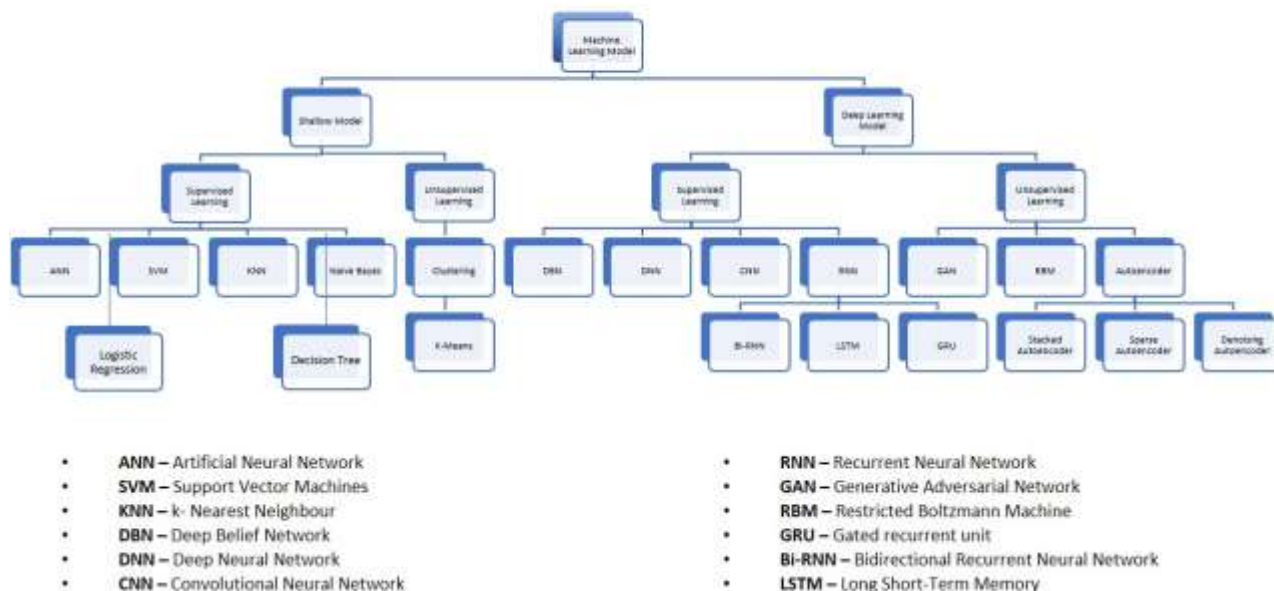 Machine
Learning Model
Shallow Model
Deep Learning
Model
Supervised
Learning
Unsupervised
Learning
Supervised
Learning
Unsupervised
Learning
ANN
SVM
KNN
Naive Bayes
Clustering
DBN
DNN
CNN
RNN
GAN
RBM
Autoencoder
Logistic
Regression
Decision Tree
K-Means
Bi-RNN
LSTM
GRU
Stacked
Autoencoder
Sparse
Autoencoder
Denoising
Autoencoder
• ANN – Artificial Neural Network
• SVM – Support Vector Machines
• KNN – k- Nearest Neighbour
• DBN – Deep Belief Network
• DNN – Deep Neural Network
• CNN – Convolutional Neural Network
• RNN – Recurrent Neural Network
• GAN – Generative Adversarial Network
• RBM – Restricted Boltzmann Machine
• GRU – Gated recurrent unit
• Bi-RNN – Bidirectional Recurrent Neural Network
• LSTM – Long Short-Term Memory